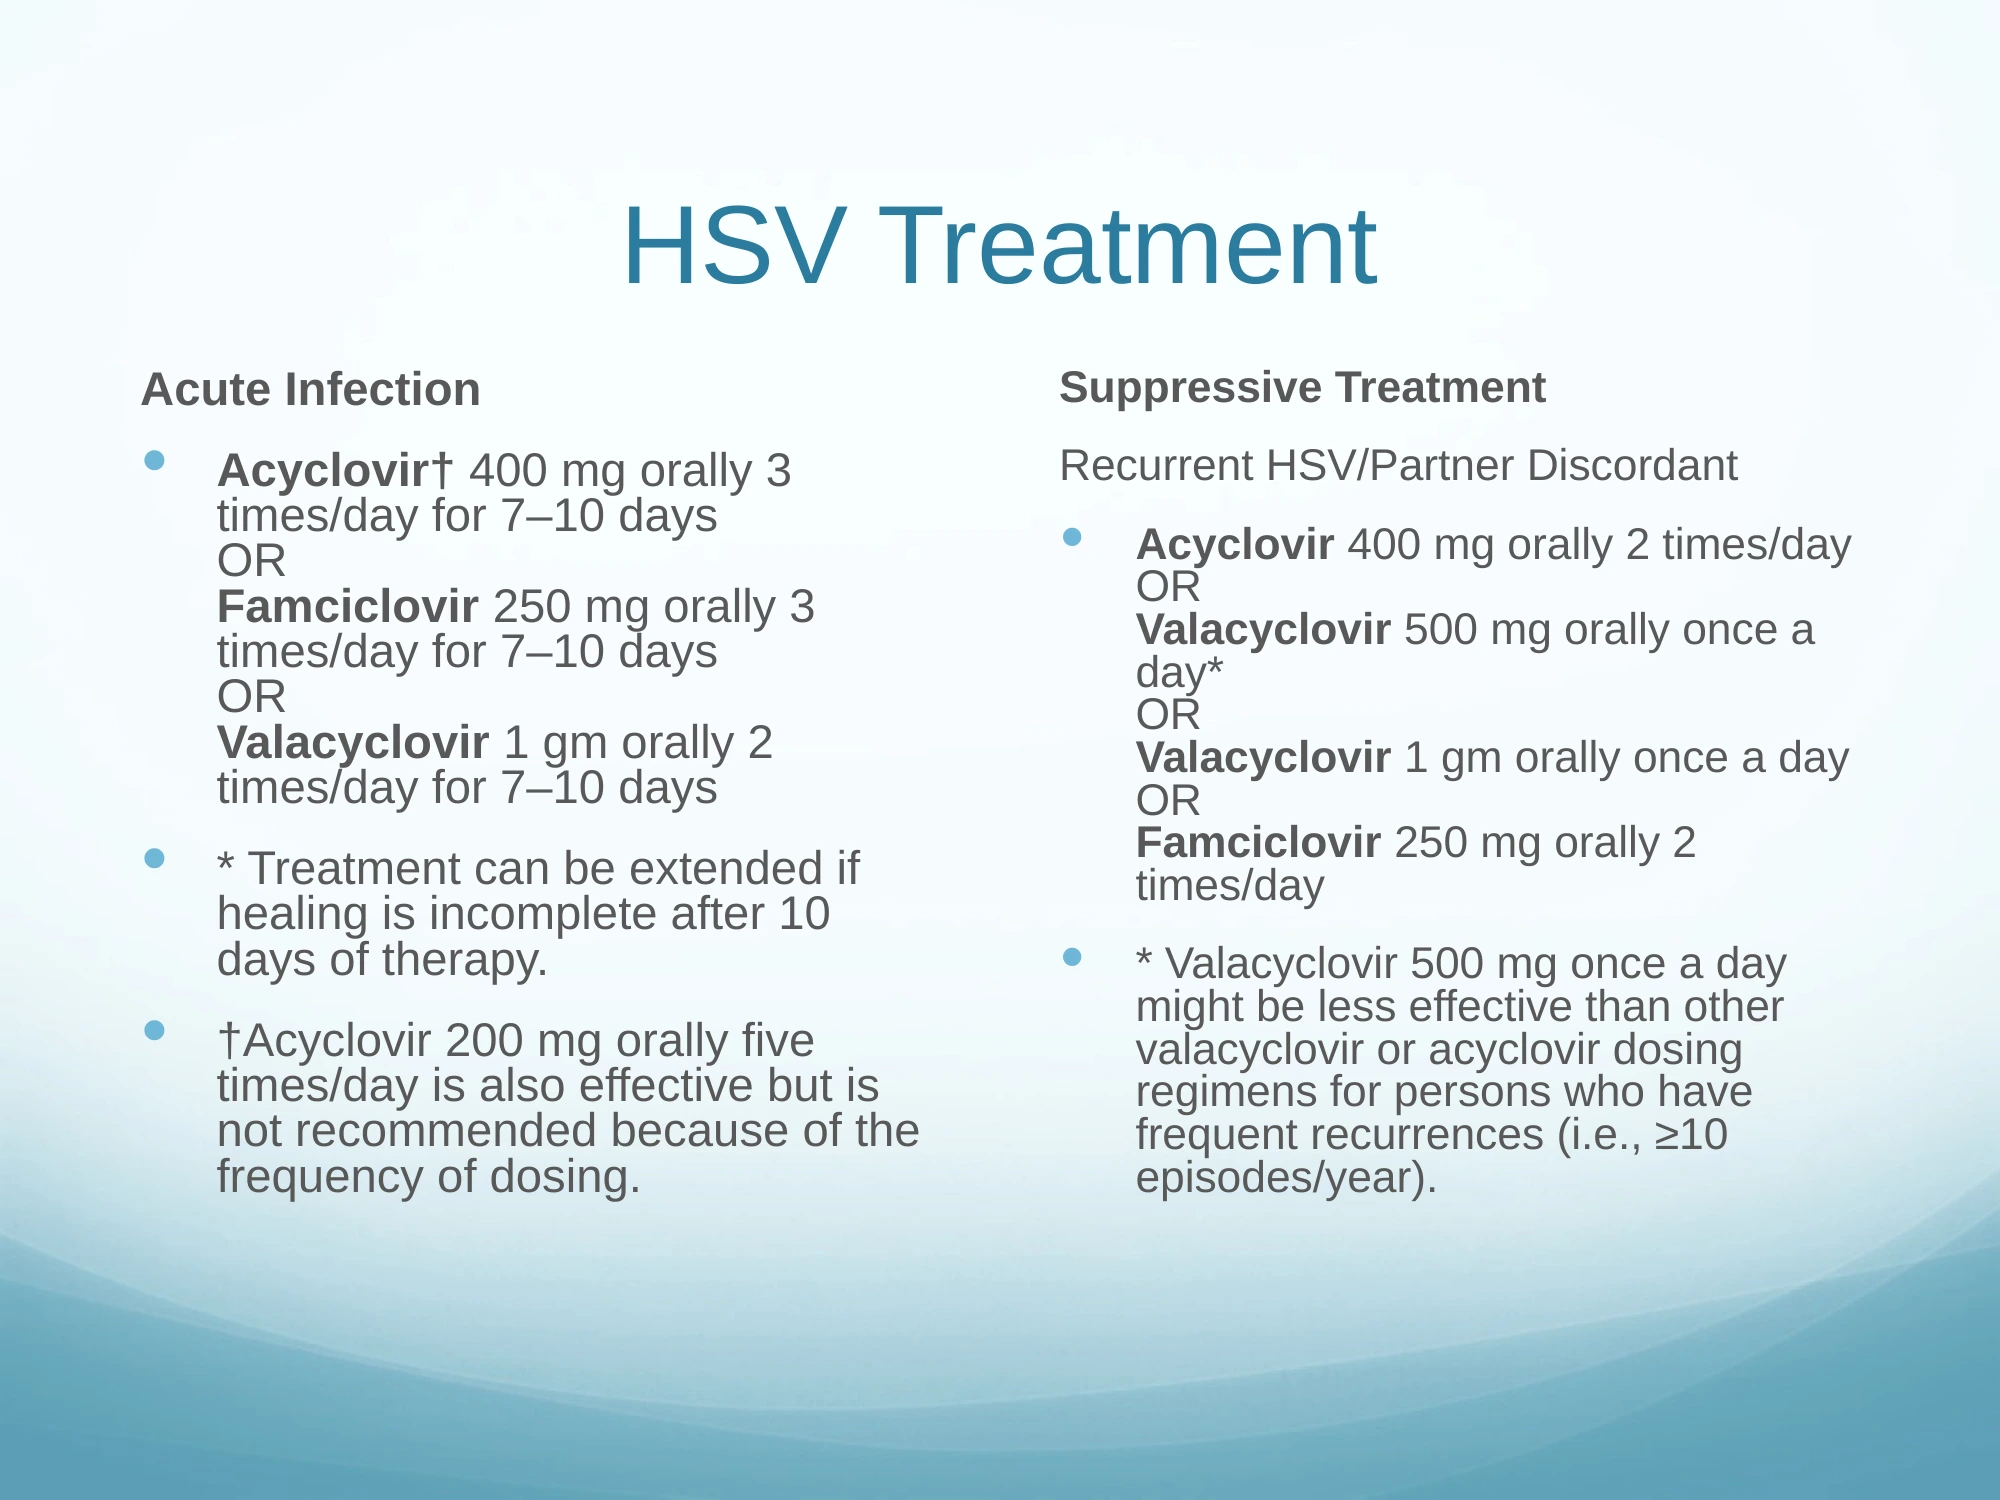 HSV Treatment
Acute Infection
• Acyclovir† 400 mg orally 3
times/day for 7–10 days
OR
Famciclovir 250 mg orally 3
times/day for 7–10 days
OR
Valacyclovir 1 gm orally 2
times/day for 7–10 days
• * Treatment can be extended if
healing is incomplete after 10
days of therapy.
• †Acyclovir 200 mg orally five
times/day is also effective but is
not recommended because of the
frequency of dosing.
Suppressive Treatment
Recurrent HSV/Partner Discordant
• Acyclovir 400 mg orally 2 times/day
OR
Valacyclovir 500 mg orally once a
day*
OR
Valacyclovir 1 gm orally once a day
OR
Famciclovir 250 mg orally 2
times/day
• * Valacyclovir 500 mg once a day
might be less effective than other
valacyclovir or acyclovir dosing
regimens for persons who have
frequent recurrences (i.e., ≥10
episodes/year).